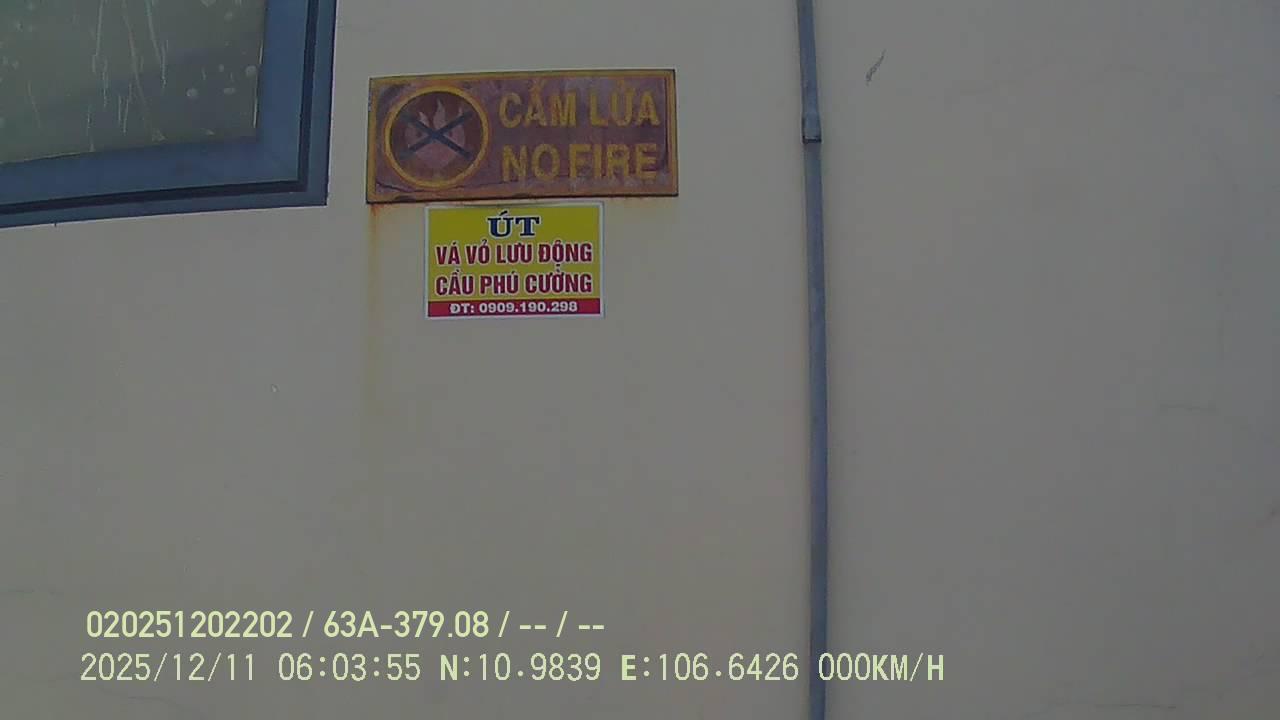 CẤM LỬA
NO FIRE
ÚT
VÁ VỎ LƯU ĐỘNG
CẦU PHÚ CƯỜNG
ĐT: 0909.190.298
020251202202 / 63A-379.08 / -- / --
2025/12/11 06:03:55 N:10.9839 E:106.6426 000KM/H